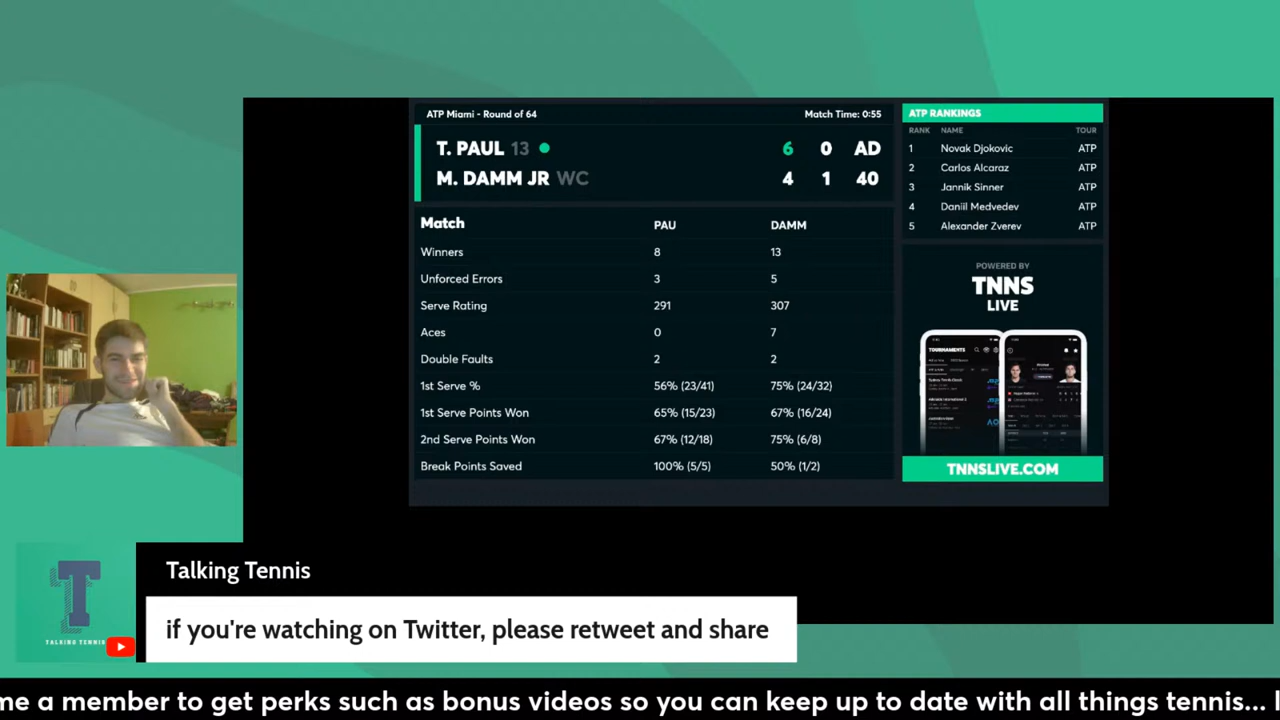 ATP Miami - Round of 64 Match Time: 0:55
T. PAUL 13 6 0 AD
M. DAMM JR WC 4 1 40
Match PAU DAMM
Winners 8 13
Unforced Errors 3 5
Serve Rating 291 307
Aces 0 7
Double Faults 2 2
1st Serve % 56% (23/41) 75% (24/32)
1st Serve Points Won 65% (15/23) 67% (16/24)
2nd Serve Points Won 67% (12/18) 75% (6/8)
Break Points Saved 100% (5/5) 50% (1/2)
ATP RANKINGS
RANK NAME TOUR
1 Novak Djokovic ATP
2 Carlos Alcaraz ATP
3 Jannik Sinner ATP
4 Daniil Medvedev ATP
5 Alexander Zverev ATP
POWERED BY
TNNS
LIVE
TOURNAMENTS
TNNSLIVE.COM
T
TALKING TENNIS
Talking Tennis
if you're watching on Twitter, please retweet and share
me a member to get perks such as bonus videos so you can keep up to date with all things tennis...